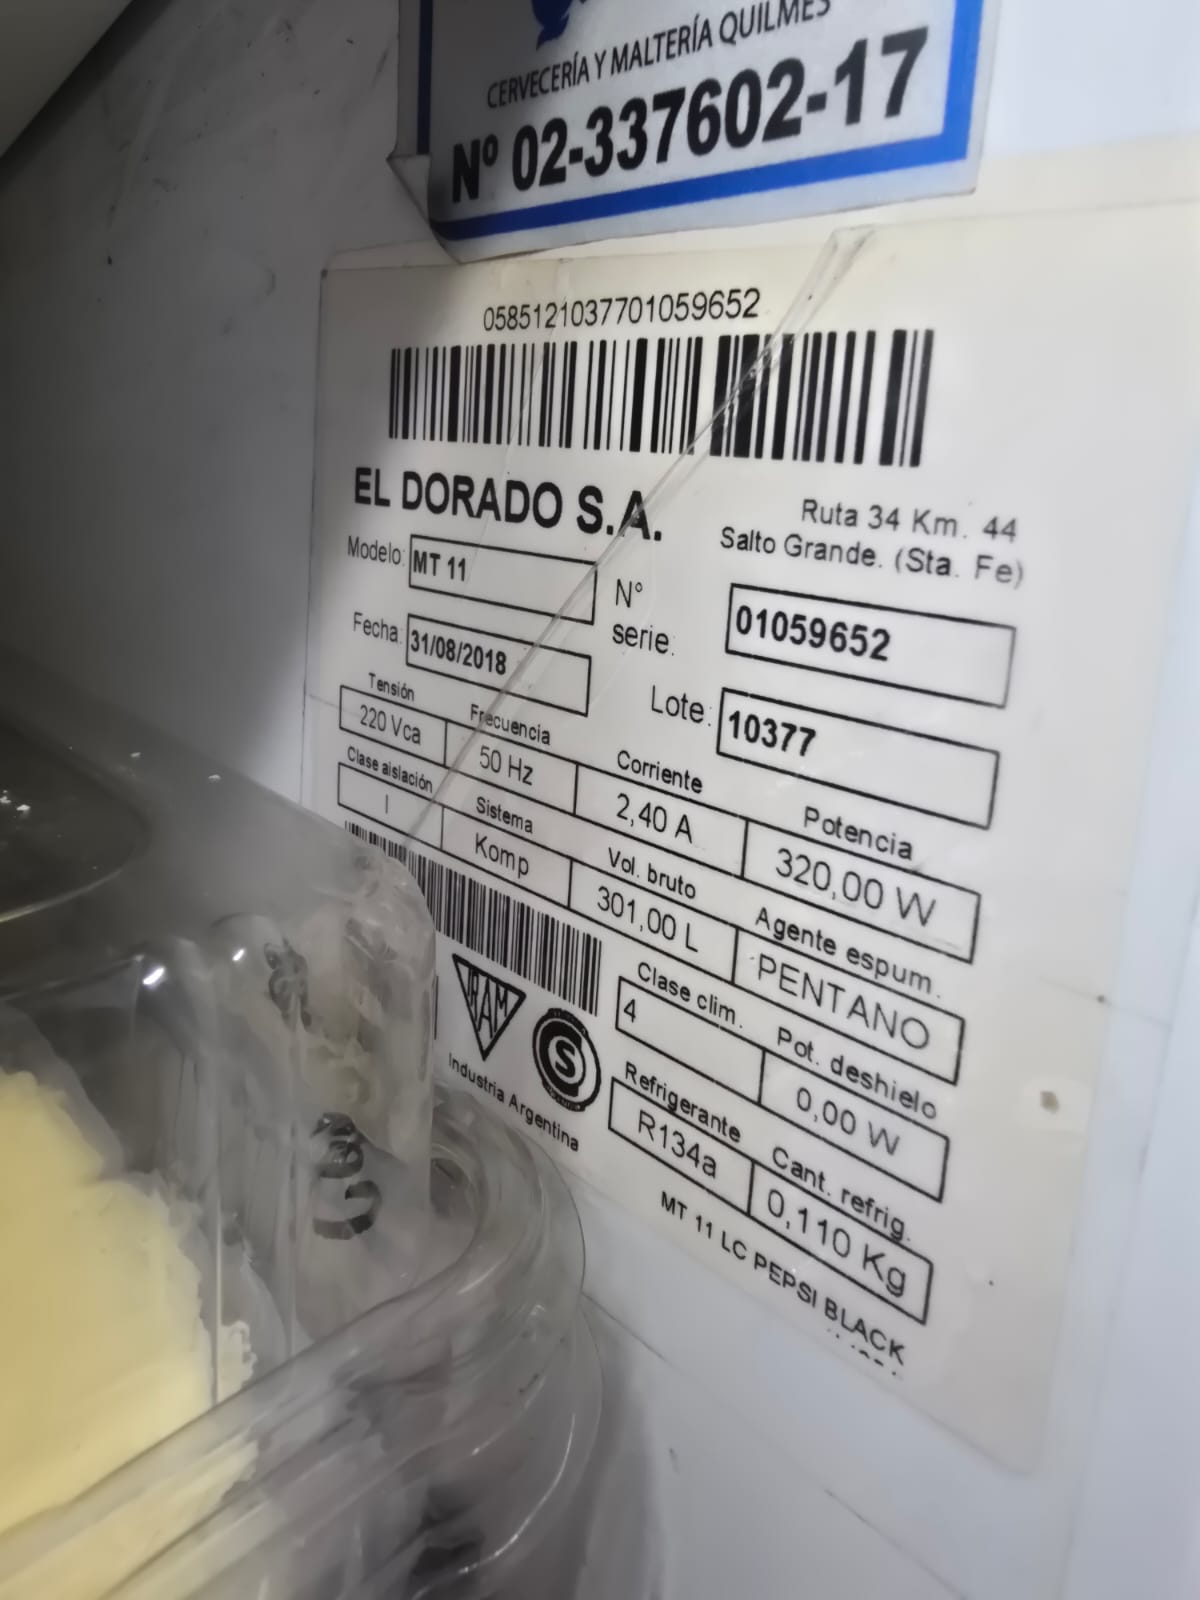 CERVECERÍA Y MALTERÍA QUILMES
Nº 02-337602-17
0585121037701059652
EL DORADO S.A.
Ruta 34 Km. 44
Salto Grande. (Sta. Fe)
Modelo: MT 11
N° serie: 01059652
Fecha: 31/08/2018
Lote: 10377
Tensión Frecuencia Corriente Potencia
220 Vca 50 Hz 2,40 A 320,00 W
Clase aislación Sistema Vol. bruto Agente espum.
I Komp 301,00 L PENTANO
Clase clim. Pot. deshielo
4 0,00 W
Refrigerante Cant. refrig.
R134a 0,110 Kg
IRAM
S
Industria Argentina
MT 11 LC PEPSI BLACK